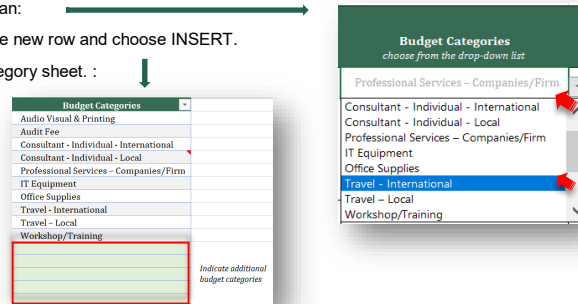 an:
e new row and choose INSERT.
egory sheet. :
Budget Categories
Audio Visual & Printing
Audit Fee
Consultant - Individual - International
Consultant - Individual - Local
Professional Services – Companies/Firm
IT Equipment
Office Supplies
Travel - International
Travel – Local
Workshop/Training
Indicate additional
budget categories
Budget Categories
choose from the drop-down list
Professional Services – Companies/Firm
Consultant - Individual - International
Consultant - Individual - Local
Professional Services – Companies/Firm
IT Equipment
Office Supplies
Travel - International
Travel – Local
Workshop/Training